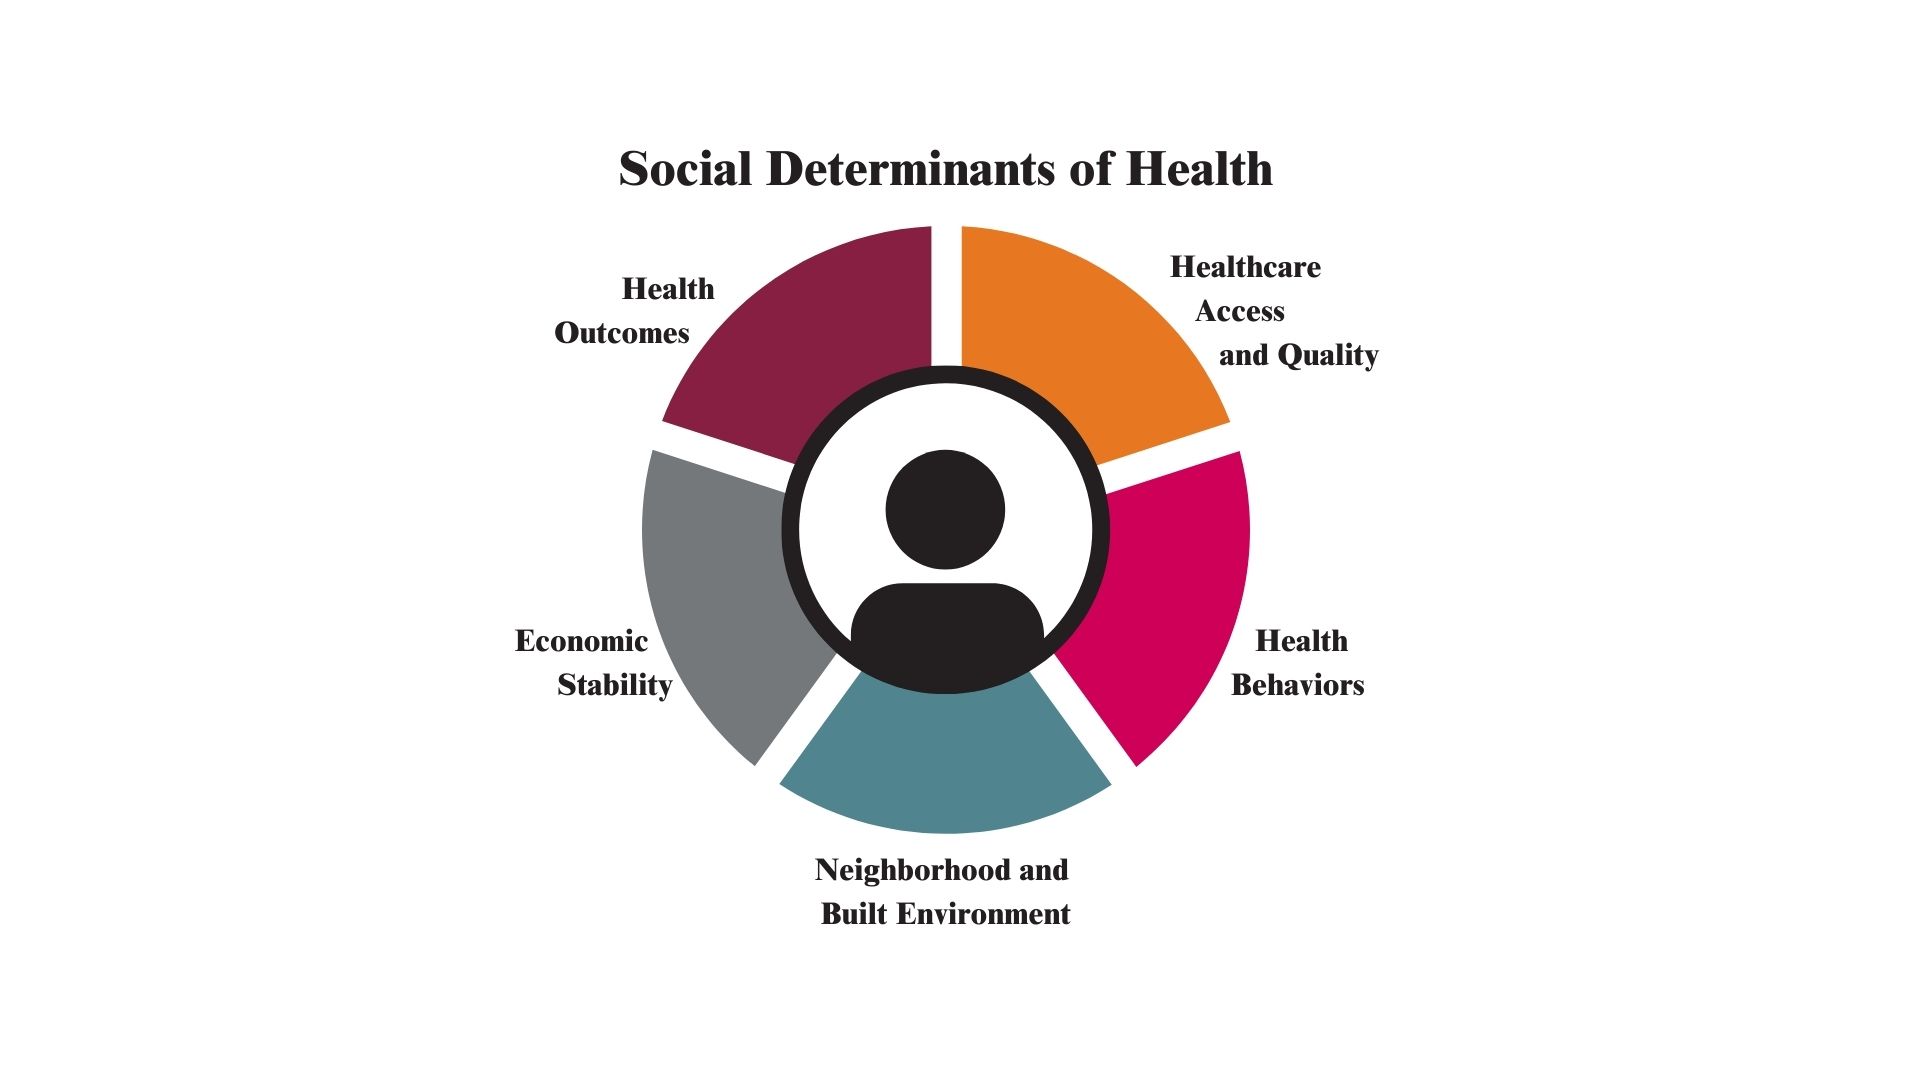 Social Determinants of Health
Health
Outcomes
Healthcare
Access
and Quality
Economic
Stability
Health
Behaviors
Neighborhood and
Built Environment